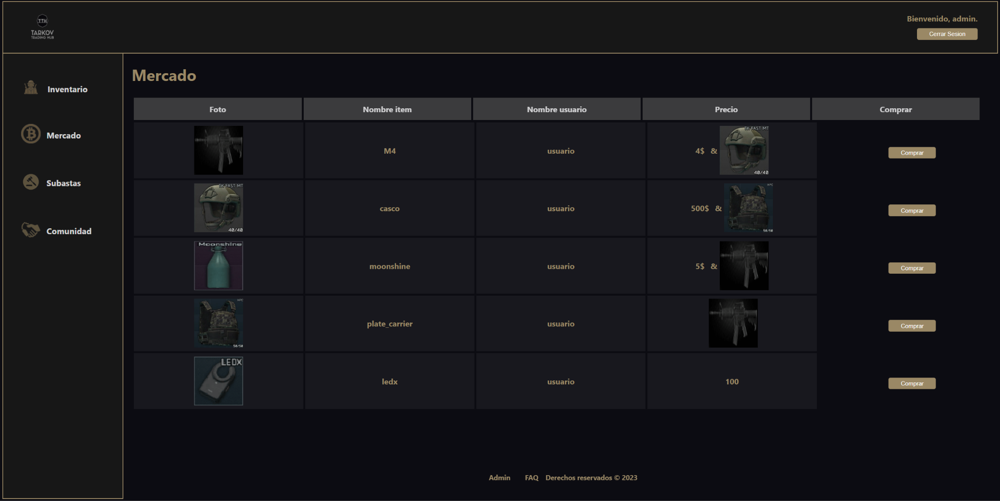 TTH
TARKOV
TRADING HUB
Bienvenido, admin.
Cerrar Sesion
Inventario
Mercado
Subastas
Comunidad
Mercado
Foto Nombre item Nombre usuario Precio Comprar
M4 usuario 4$ & TK FAST MT 40/40 Comprar
TK FAST MT 40/40 casco usuario 500$ & HPC 50/50 Comprar
Moonshine moonshine usuario 5$ & Comprar
HPC 50/50 plate_carrier usuario Comprar
LEDX ledx usuario 100 Comprar
Admin FAQ Derechos reservados © 2023